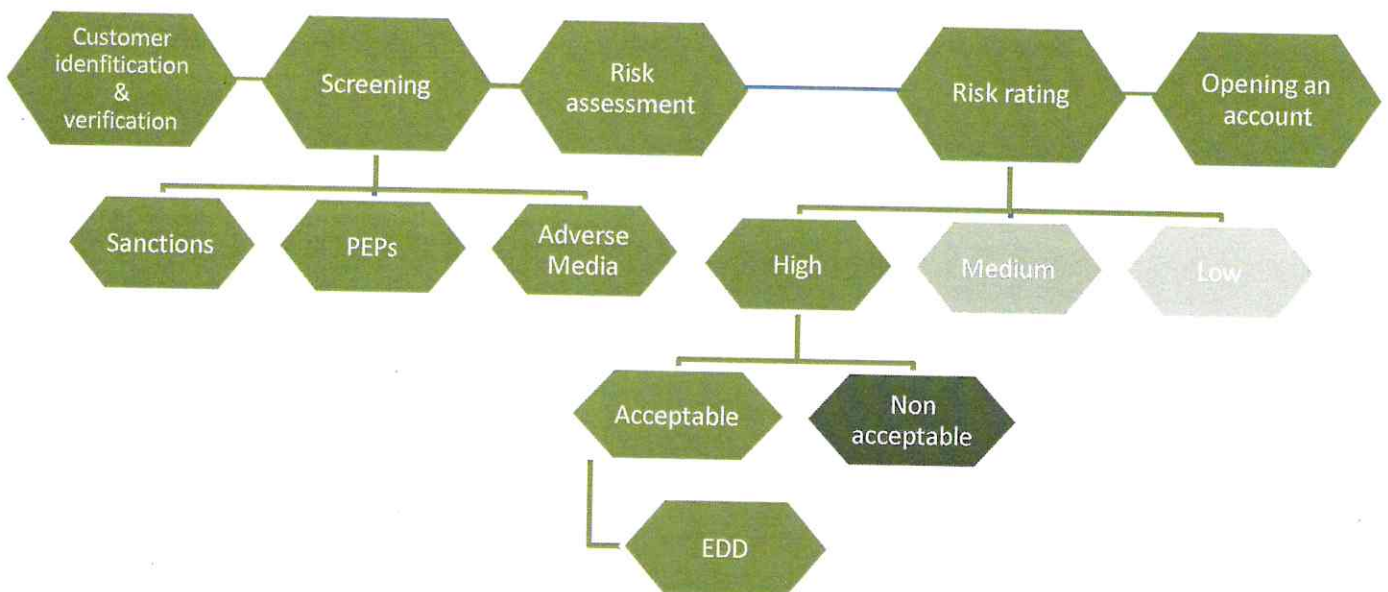 Customer
idenfitication
&
verification
Screening
Risk
assessment
Risk rating
Opening an
account
Sanctions
PEPs
Adverse
Media
High
Medium
Low
Acceptable
Non
acceptable
EDD